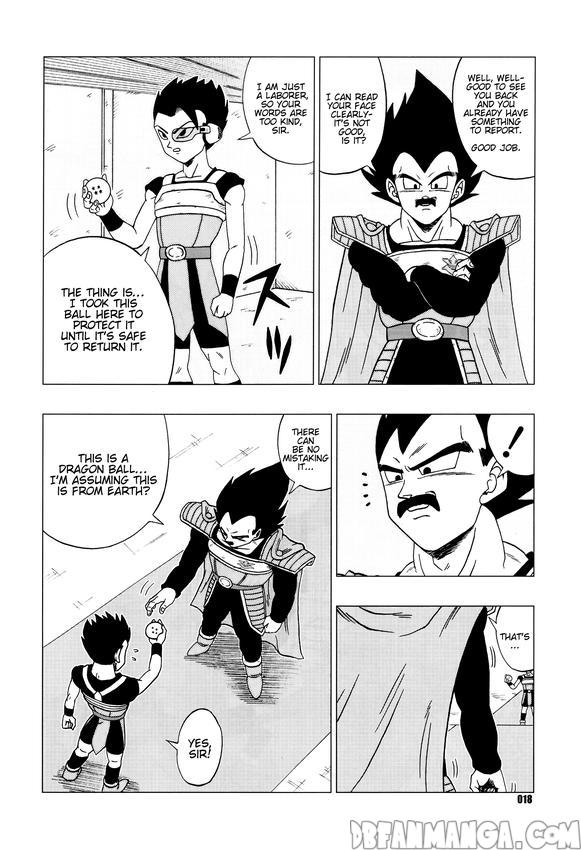 WELL, WELL-
GOOD TO SEE
YOU BACK
AND YOU
ALREADY HAVE
SOMETHING
TO REPORT.
GOOD JOB.
I CAN READ
YOUR FACE
CLEARLY-
IT'S NOT
GOOD,
IS IT?
I AM JUST
A LABORER,
SO YOUR
WORDS ARE
TOO KIND,
SIR.
THE THING IS...
I TOOK THIS
BALL HERE TO
PROTECT IT
UNTIL IT'S SAFE
TO RETURN IT.
!
THAT'S
...
THERE
CAN
BE NO
MISTAKING
IT...
THIS IS A
DRAGON BALL...
I'M ASSUMING THIS
IS FROM EARTH?
YES,
SIR!
018
DBFANMANGA.COM